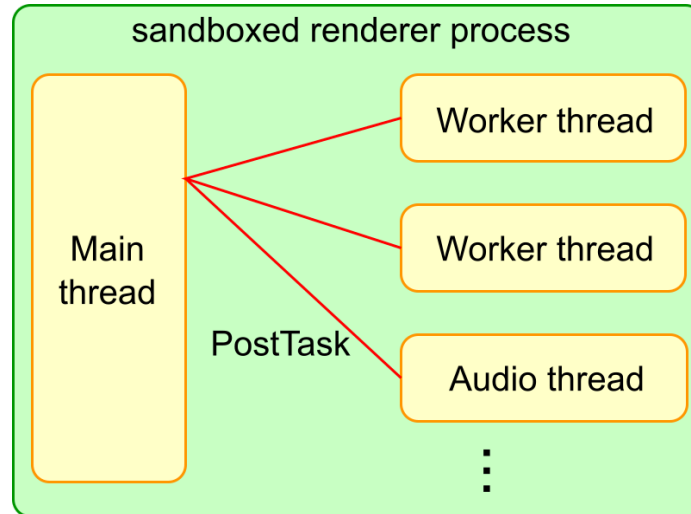 sandboxed renderer process
Main
thread
Worker thread
Worker thread
PostTask
Audio thread